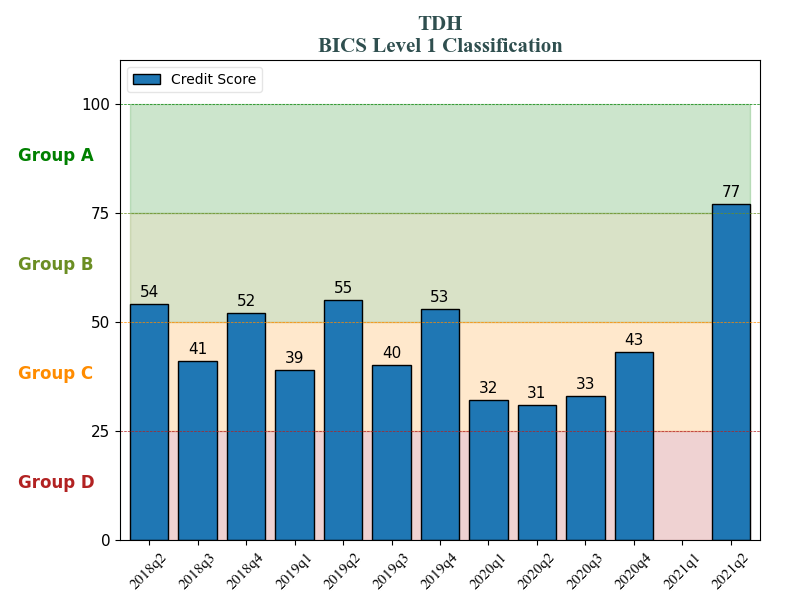 TDH
BICS Level 1 Classification
Credit Score
100
75
50
25
0
Group A
Group B
Group C
Group D
54
41
52
39
55
40
53
32
31
33
43
77
2018q2
2018q3
2018q4
2019q1
2019q2
2019q3
2019q4
2020q1
2020q2
2020q3
2020q4
2021q1
2021q2